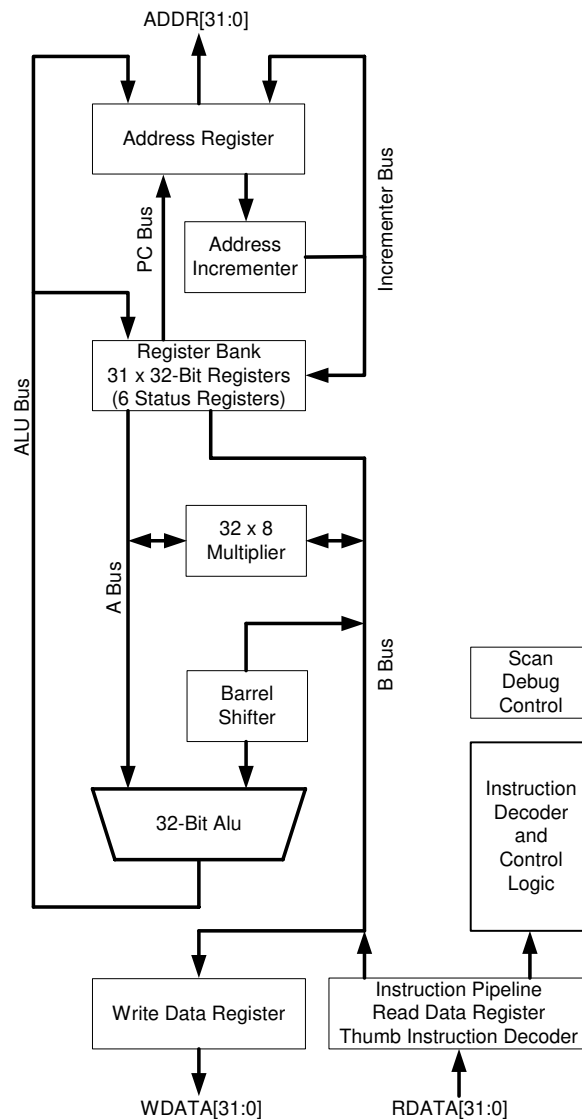 ADDR[31:0]
Address Register
PC Bus
Address
Incrementer
Incrementer Bus
Register Bank
31 x 32-Bit Registers
(6 Status Registers)
ALU Bus
A Bus
32 x 8
Multiplier
B Bus
Barrel
Shifter
Scan
Debug
Control
32-Bit Alu
Instruction
Decoder
and
Control
Logic
Write Data Register
Instruction Pipeline
Read Data Register
Thumb Instruction Decoder
WDATA[31:0]
RDATA[31:0]